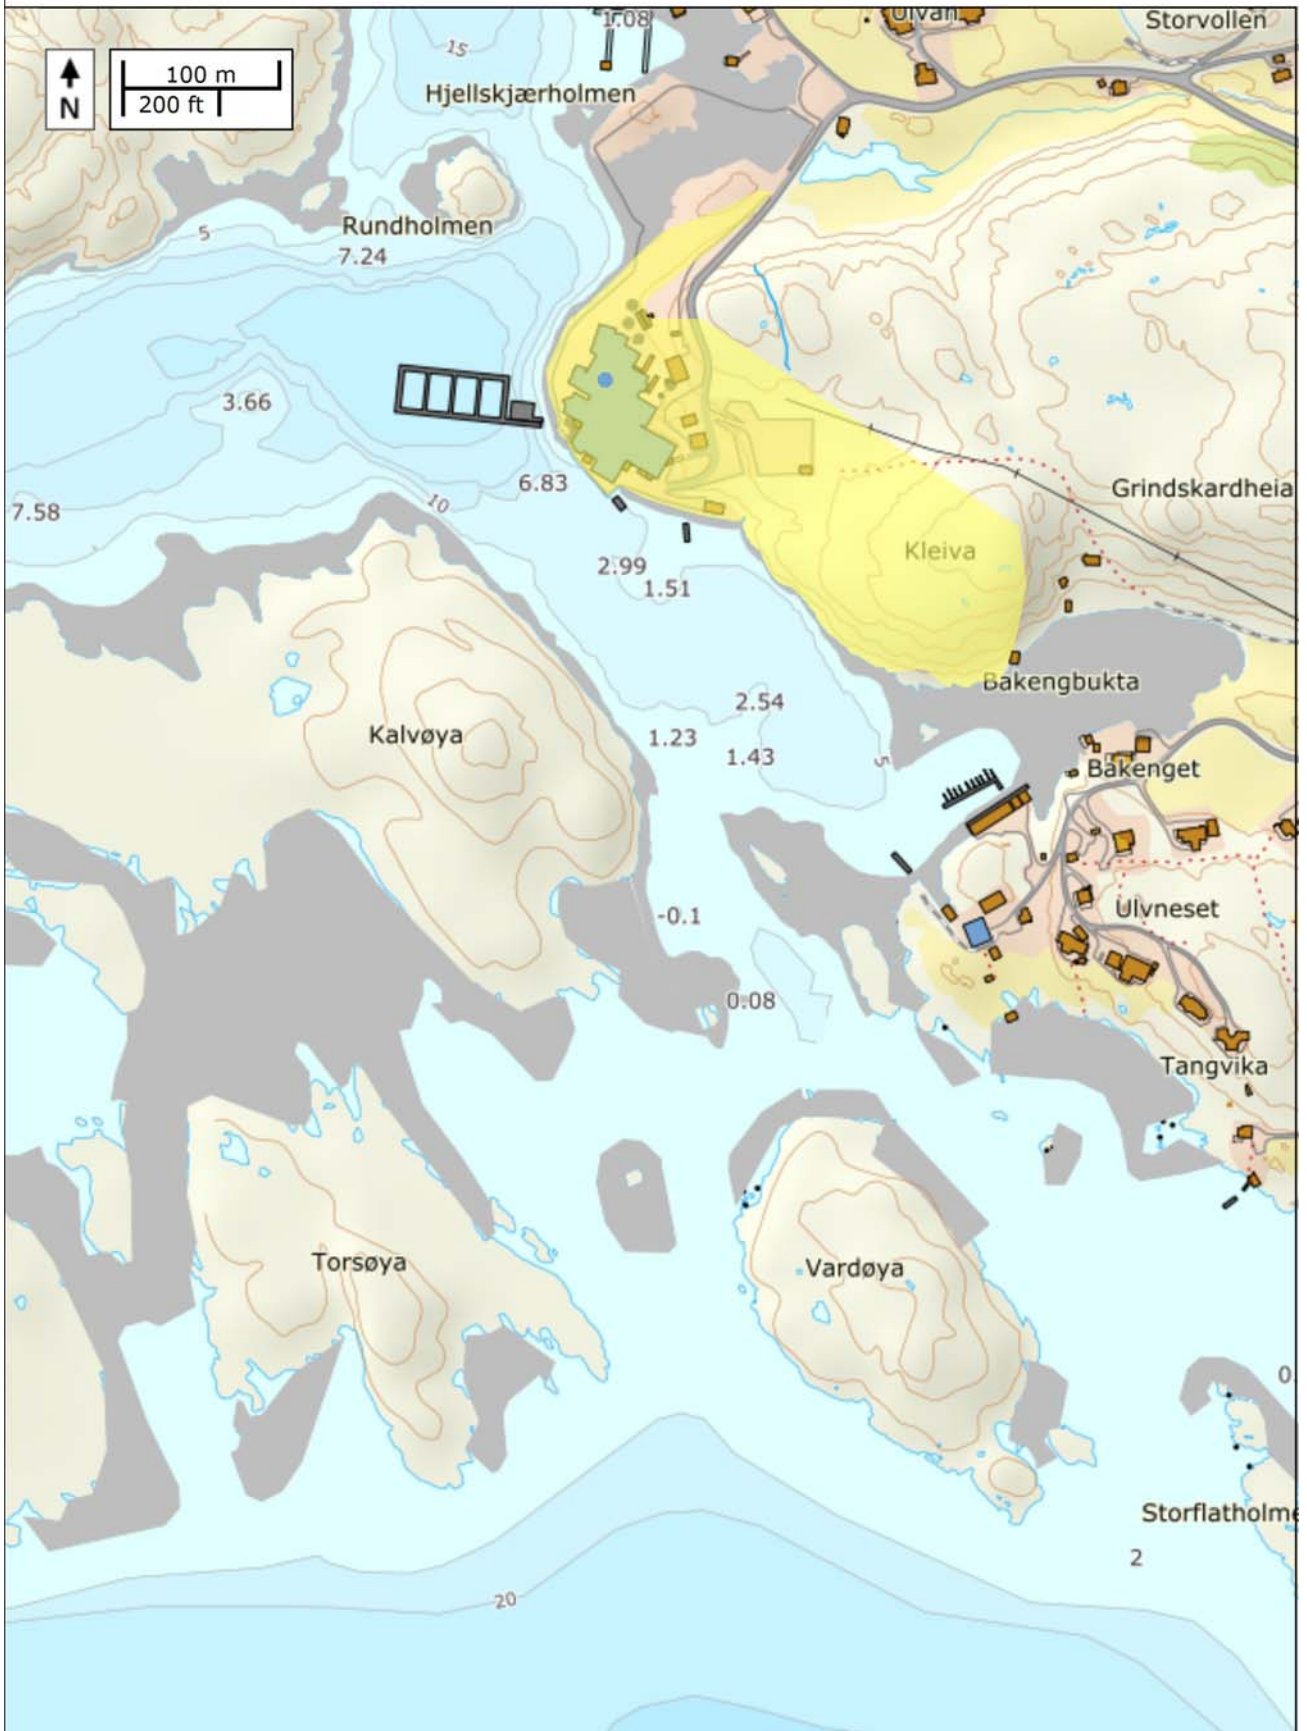 1.08
Ulvan
Storvollen
15
100 m
200 ft
N
Hjellskjærholmen
Rundholmen
5
7.24
3.66
6.83
10
7.58
Grindskardheia
Kleiva
2.99
1.51
Bakengbukta
2.54
1.23
1.43
5
Kalvøya
Bakenget
Ulvneset
-0.1
0.08
Tangvika
Torsøya
Vardøya
0.
Storflatholme
2
20